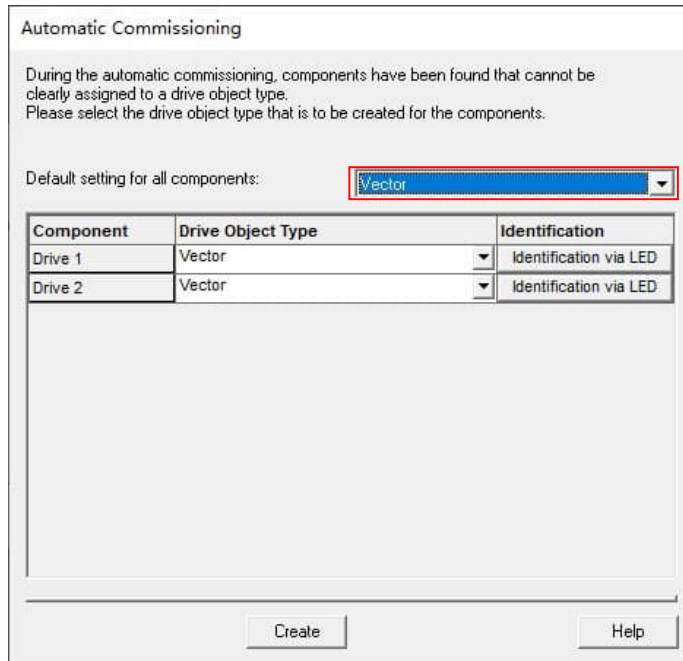 Automatic Commissioning
During the automatic commissioning, components have been found that cannot be
clearly assigned to a drive object type.
Please select the drive object type that is to be created for the components.
Default setting for all components: Vector
Component Drive Object Type Identification
Drive 1 Vector Identification via LED
Drive 2 Vector Identification via LED
Create Help